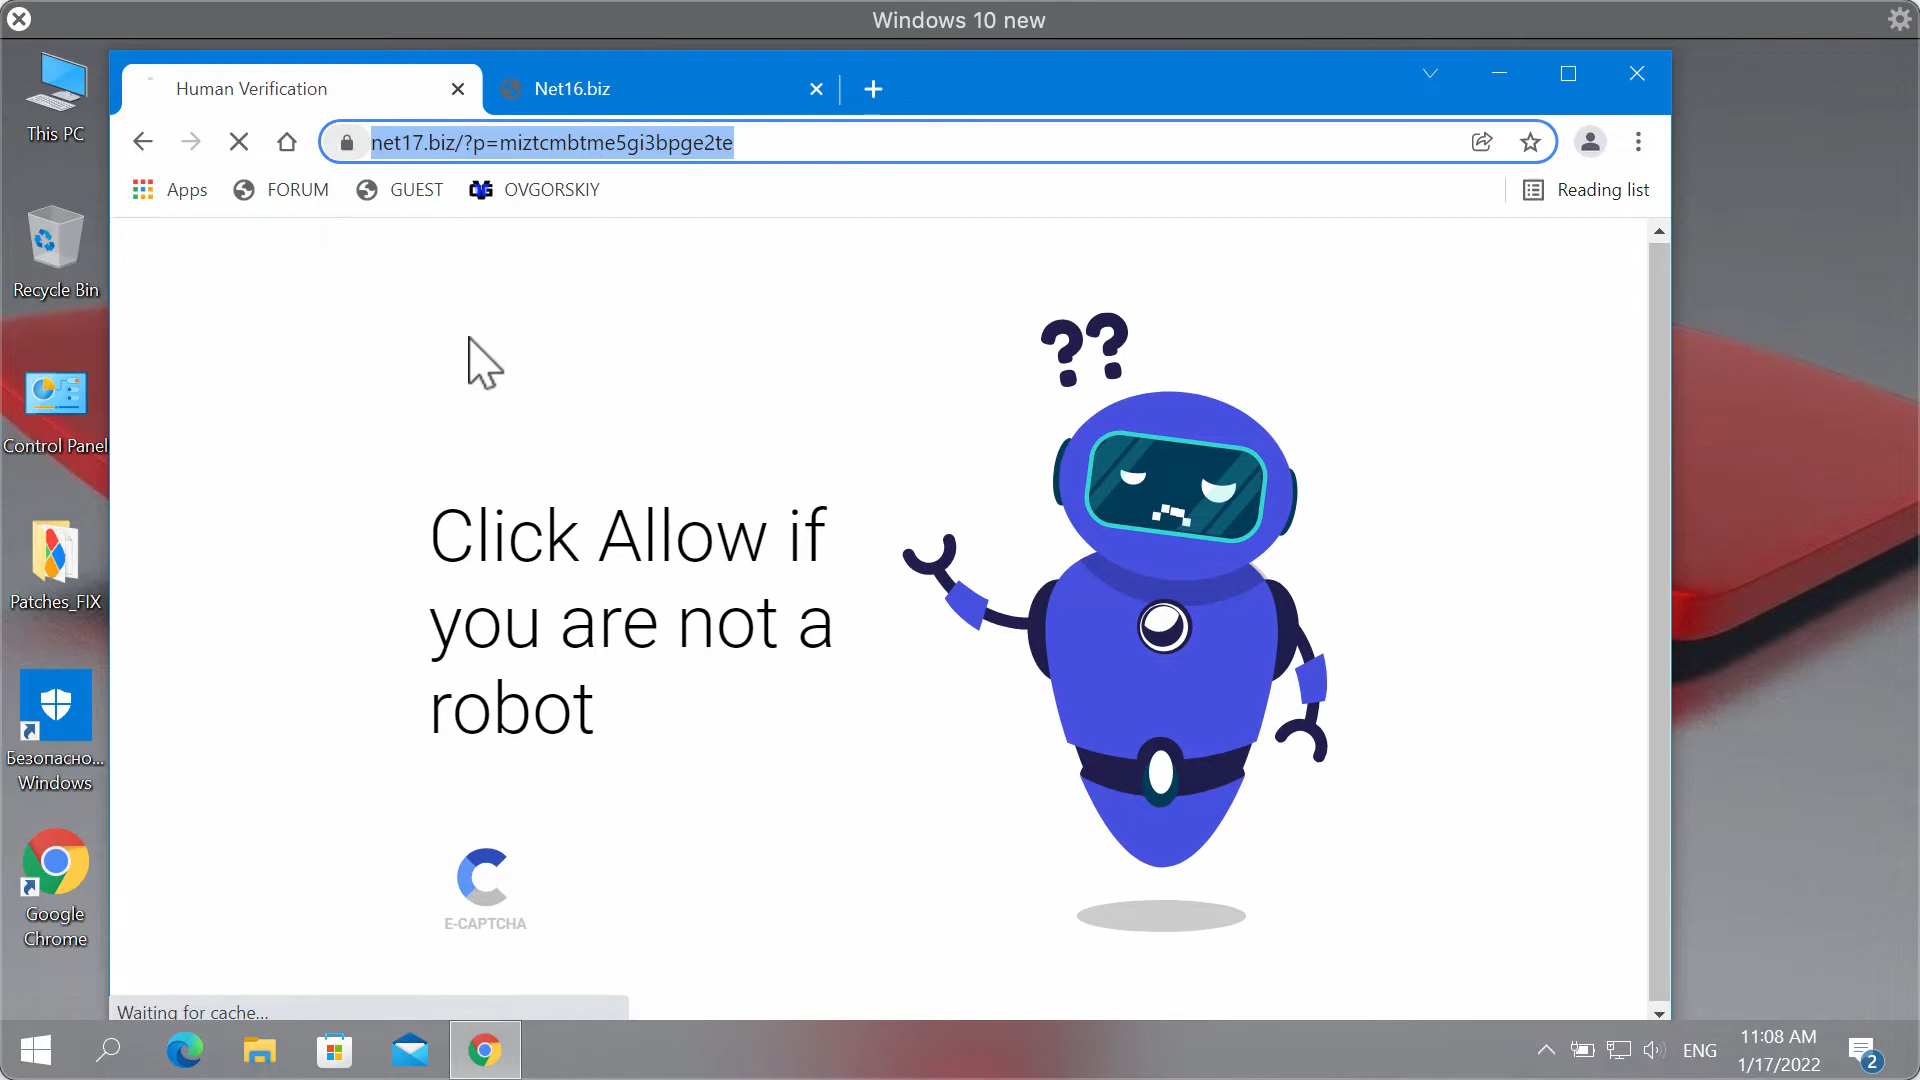 Windows 10 new
Human Verification
Net16.biz
net17.biz/?p=miztcmbtme5gi3bpge2te
Apps
FORUM
GUEST
OVG
OVGORSKIY
Reading list
This PC
Recycle Bin
Control Panel
Patches_FIX
Безопасно...
Windows
Google
Chrome
??
Click Allow if
you are not a
robot
E-CAPTCHA
Waiting for cache...
ENG
11:08 AM
1/17/2022
2